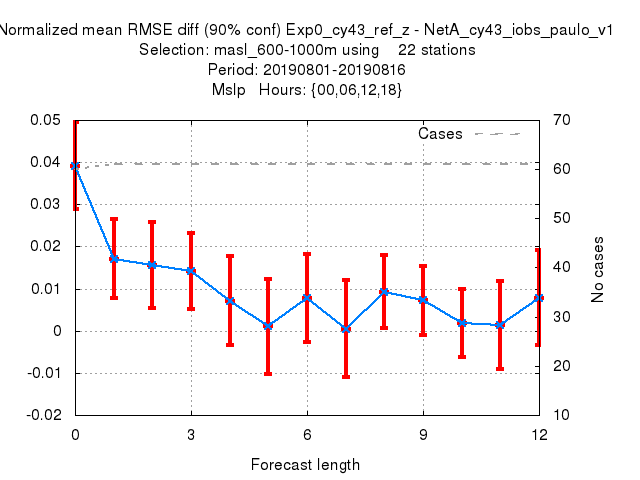 Normalized mean RMSE diff (90% conf) Exp0_cy43_ref_z - NetA_cy43_iobs_paulo_v1
Selection: masl_600-1000m using    22 stations
Period: 20190801-20190816
Mslp   Hours: {00,06,12,18}
Cases
0.05
0.04
0.03
0.02
0.01
0
-0.01
-0.02
70
60
50
40
30
20
10
No cases
0 3 6 9 12
Forecast length